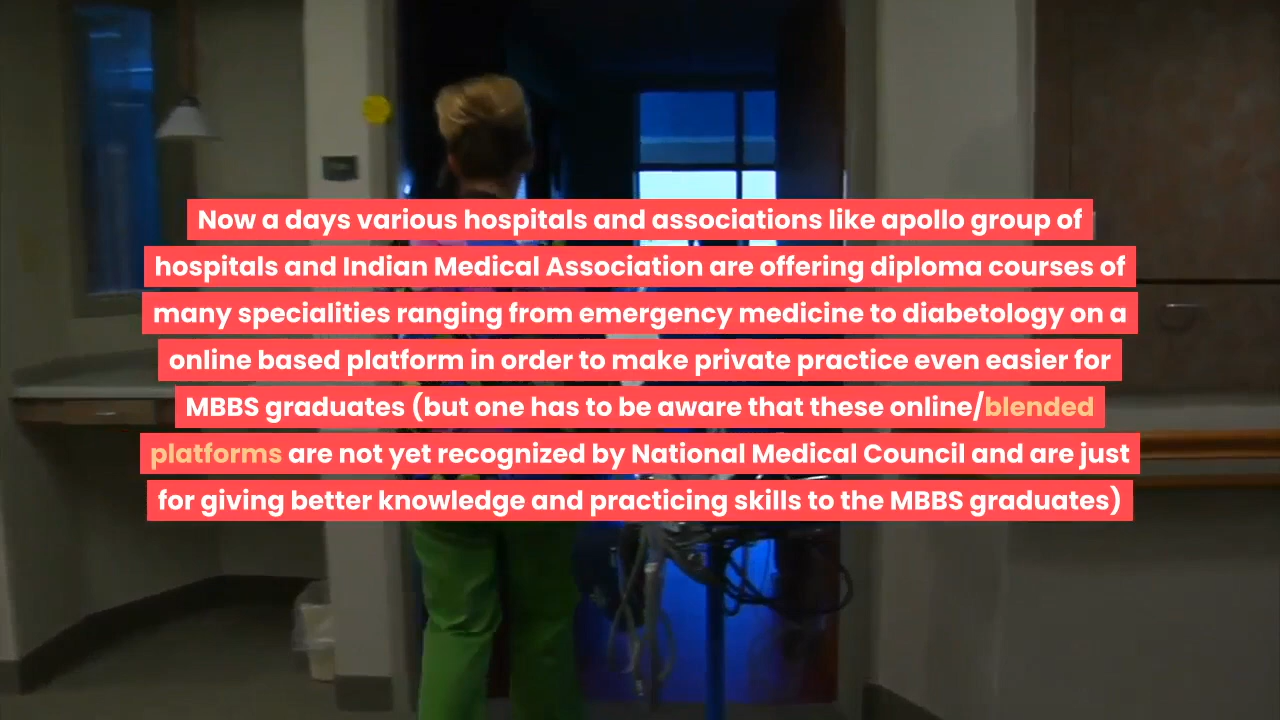 Now a days various hospitals and associations like apollo group of
hospitals and Indian Medical Association are offering diploma courses of
many specialities ranging from emergency medicine to diabetology on a
online based platform in order to make private practice even easier for
MBBS graduates (but one has to be aware that these online/blended
platforms are not yet recognized by National Medical Council and are just
for giving better knowledge and practicing skills to the MBBS graduates)